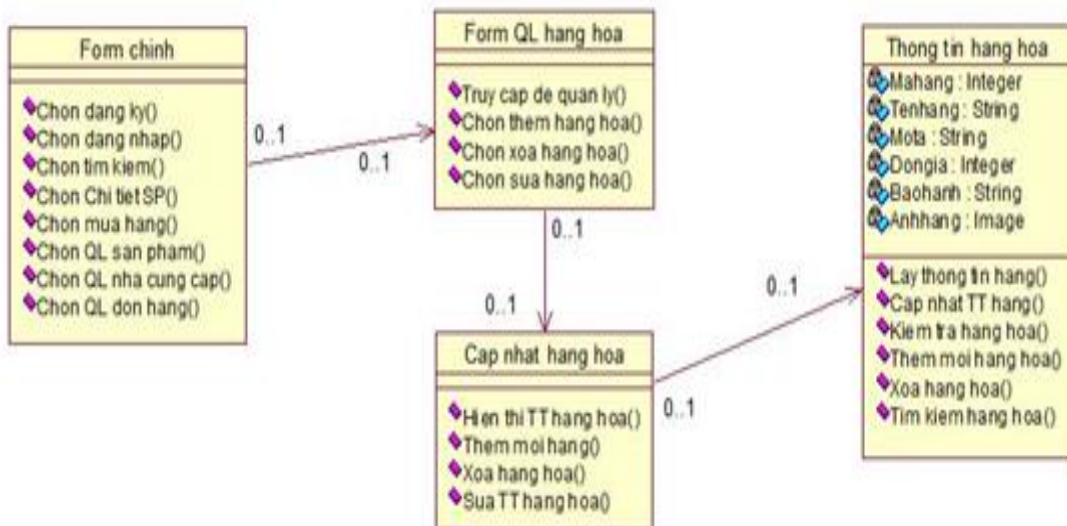 Form chinh
Chon dang ky()
Chon dang nhap()
Chon tim kiem()
Chon Chi tiet SP()
Chon mua hang()
Chon QL san pham()
Chon QL nha cung cap()
Chon QL don hang()
0..1
0..1
Form QL hang hoa
Truy cap de quan ly()
Chon them hang hoa()
Chon xoa hang hoa()
Chon sua hang hoa()
0..1
0..1
Cap nhat hang hoa
Hien thi TT hang hoa()
Them moi hang()
Xoa hang hoa()
Sua TT hang hoa()
0..1
0..1
Thong tin hang hoa
Mahang : Integer
Tenhang : String
Mota : String
Dongia : Integer
Baohanh : String
Anhhang : Image
Lay thong tin hang()
Cap nhat TT hang()
Kiem tra hang hoa()
Them moi hang hoa()
Xoa hang hoa()
Tim kiem hang hoa()